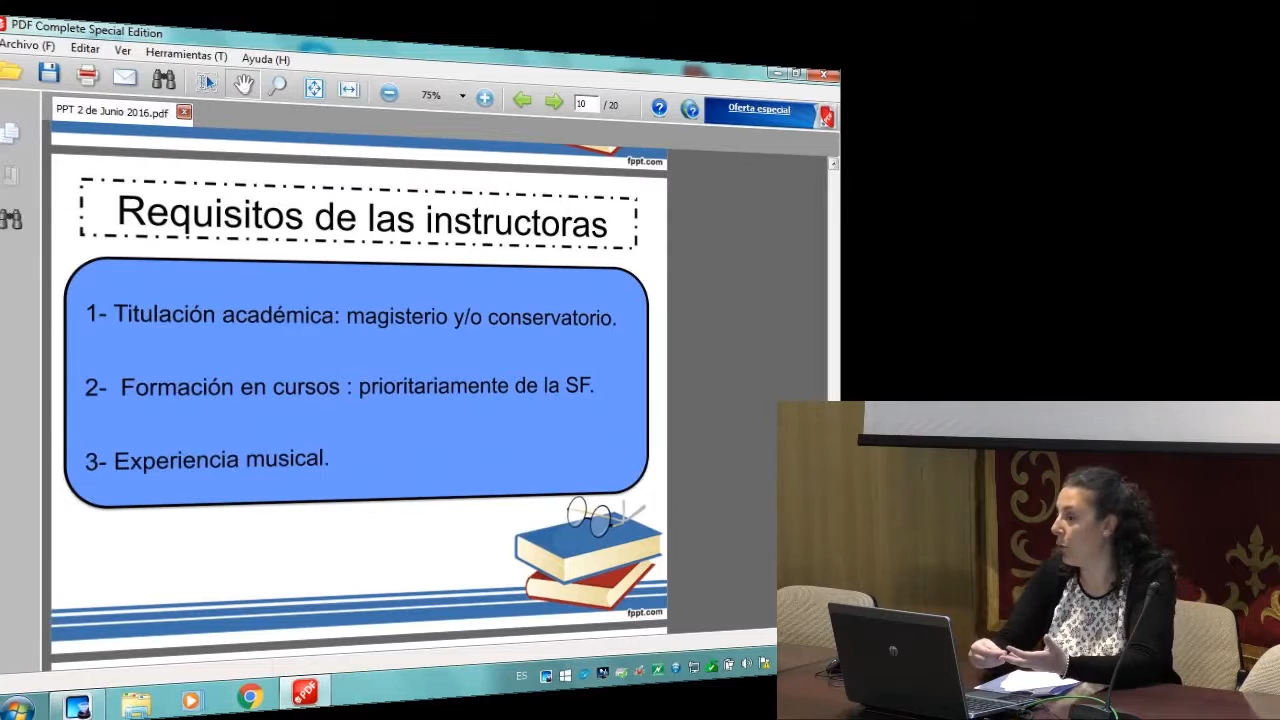 PDF Complete Special Edition
Archivo (F) Editar Ver Herramientas (T) Ayuda (H)
75% 10 / 20 Oferta especial
PPT 2 de Junio 2016.pdf
fppt.com
Requisitos de las instructoras
1- Titulación académica: magisterio y/o conservatorio.
2- Formación en cursos : prioritariamente de la SF.
3- Experiencia musical.
fppt.com
ES
PDF